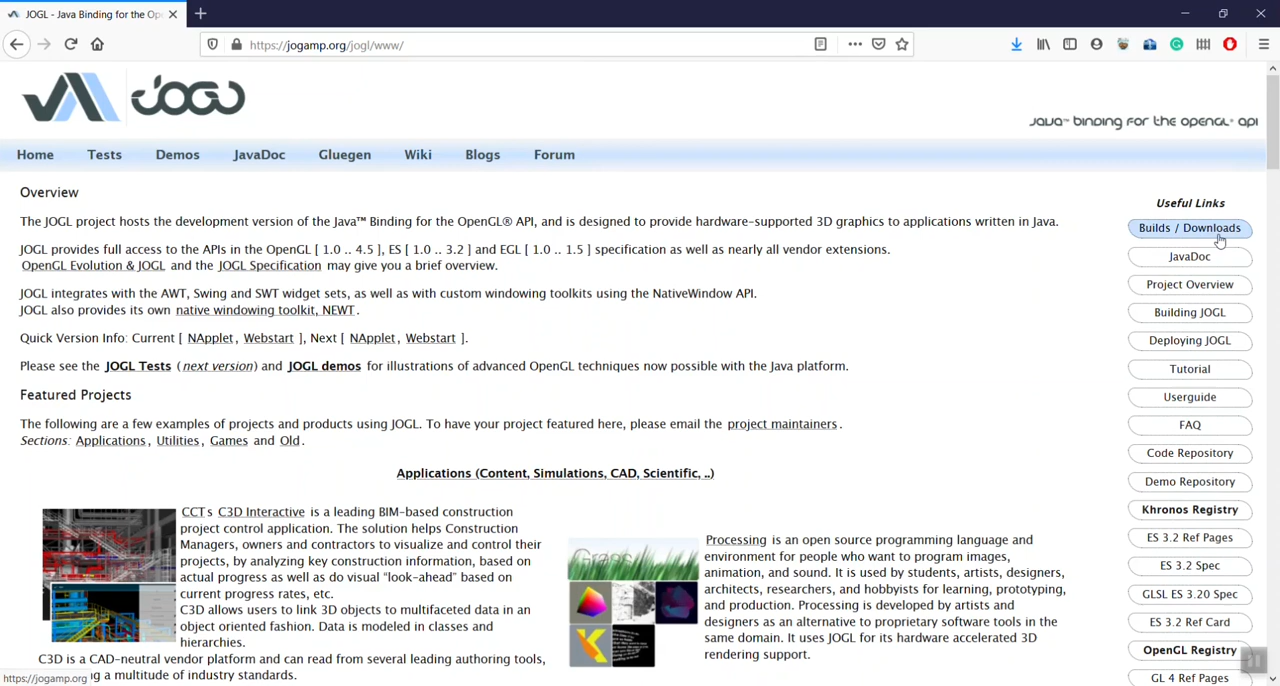 JOGL - Java Binding for the Ope
https://jogamp.org/jogl/www/
JOGL
Java™ Binding for the OpenGL® API
Home Tests Demos JavaDoc Gluegen Wiki Blogs Forum
Overview
The JOGL project hosts the development version of the Java™ Binding for the OpenGL® API, and is designed to provide hardware-supported 3D graphics to applications written in Java.
JOGL provides full access to the APIs in the OpenGL [ 1.0 .. 4.5 ], ES [ 1.0 .. 3.2 ] and EGL [ 1.0 .. 1.5 ] specification as well as nearly all vendor extensions.
OpenGL Evolution & JOGL and the JOGL Specification may give you a brief overview.
JOGL integrates with the AWT, Swing and SWT widget sets, as well as with custom windowing toolkits using the NativeWindow API.
JOGL also provides its own native windowing toolkit, NEWT.
Quick Version Info: Current [ NApplet, Webstart ], Next [ NApplet, Webstart ].
Please see the JOGL Tests (next version) and JOGL demos for illustrations of advanced OpenGL techniques now possible with the Java platform.
Featured Projects
The following are a few examples of projects and products using JOGL. To have your project featured here, please email the project maintainers.
Sections: Applications, Utilities, Games and Old.
Applications (Content, Simulations, CAD, Scientific, ..)
CCTs C3D Interactive is a leading BIM-based construction
project control application. The solution helps Construction
Managers, owners and contractors to visualize and control their
projects, by analyzing key construction information, based on
actual progress as well as do visual “look-ahead” based on
current progress rates, etc.
C3D allows users to link 3D objects to multifaceted data in an
object oriented fashion. Data is modeled in classes and
hierarchies.
C3D is a CAD-neutral vendor platform and can read from several leading authoring tools,
g a multitude of industry standards.
Grass
Processing is an open source programming language and
environment for people who want to program images,
animation, and sound. It is used by students, artists, designers,
architects, researchers, and hobbyists for learning, prototyping,
and production. Processing is developed by artists and
designers as an alternative to proprietary software tools in the
same domain. It uses JOGL for its hardware accelerated 3D
rendering support.
Useful Links
Builds / Downloads
JavaDoc
Project Overview
Building JOGL
Deploying JOGL
Tutorial
Userguide
FAQ
Code Repository
Demo Repository
Khronos Registry
ES 3.2 Ref Pages
ES 3.2 Spec
GLSL ES 3.20 Spec
ES 3.2 Ref Card
OpenGL Registry
GL 4 Ref Pages
https://jogamp.org